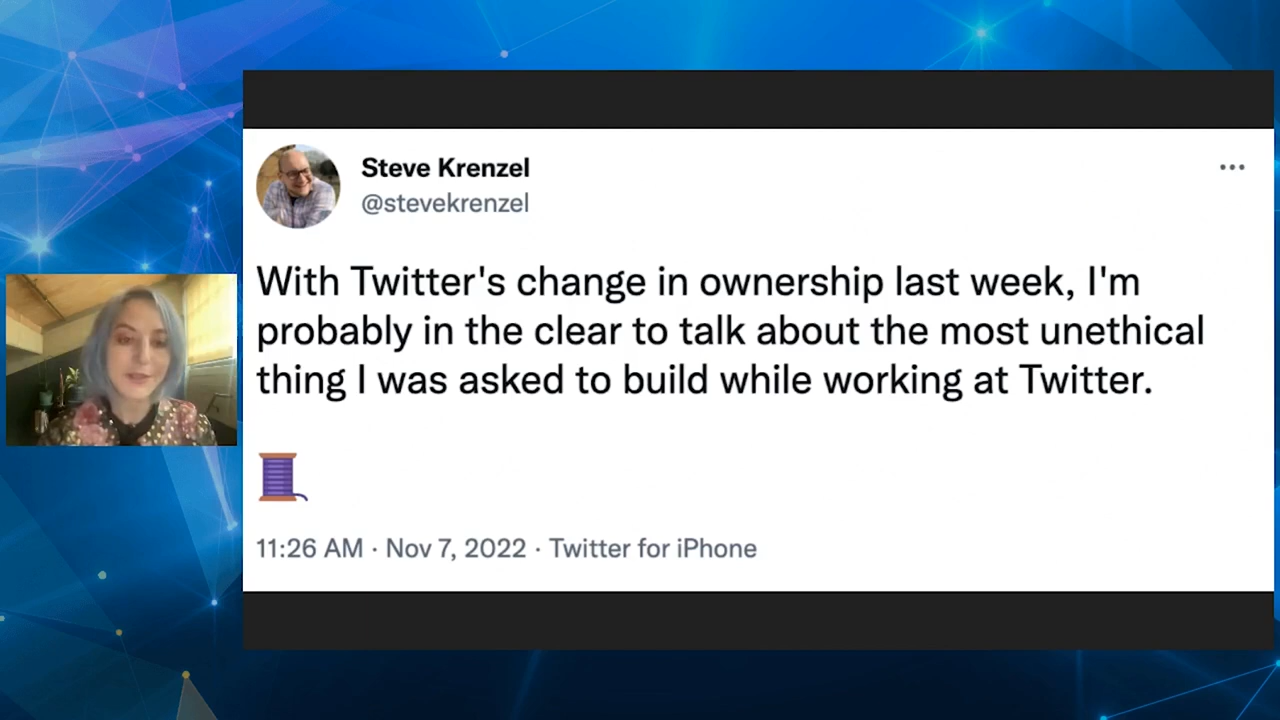 Steve Krenzel
@stevekrenzel
With Twitter's change in ownership last week, I'm
probably in the clear to talk about the most unethical
thing I was asked to build while working at Twitter.
11:26 AM · Nov 7, 2022 · Twitter for iPhone